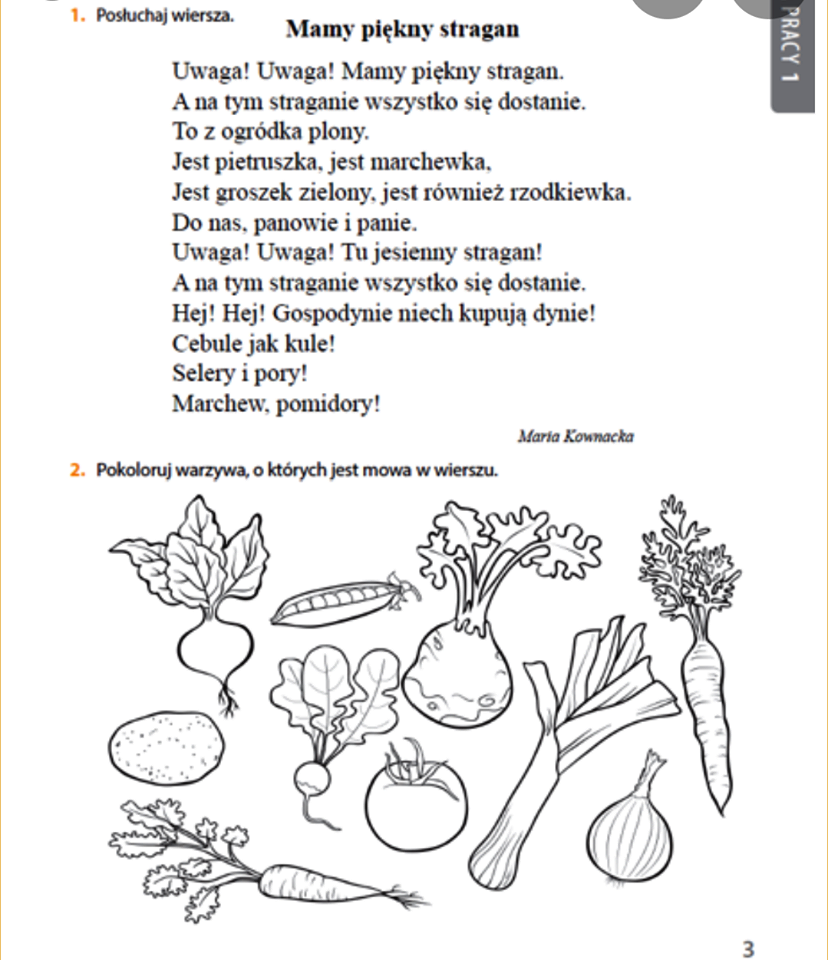 1. Posłuchaj wiersza.
Mamy piękny stragan
Uwaga! Uwaga! Mamy piękny stragan.
A na tym straganie wszystko się dostanie.
To z ogródka plony.
Jest pietruszka, jest marchewka,
Jest groszek zielony, jest również rzodkiewka.
Do nas, panowie i panie.
Uwaga! Uwaga! Tu jesienny stragan!
A na tym straganie wszystko się dostanie.
Hej! Hej! Gospodynie niech kupują dynie!
Cebule jak kule!
Selery i pory!
Marchew, pomidory!
Maria Kownacka
2. Pokoloruj warzywa, o których jest mowa w wierszu.
PRACY 1
3